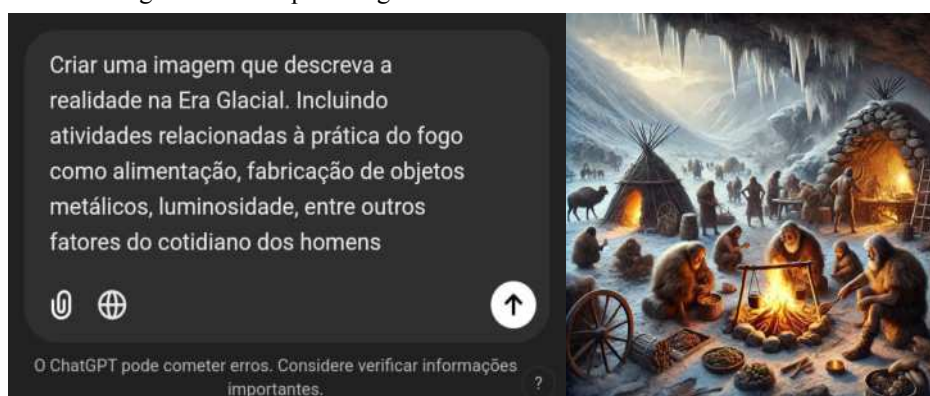 Criar uma imagem que descreva a
realidade na Era Glacial. Incluindo
atividades relacionadas à prática do fogo
como alimentação, fabricação de objetos
metálicos, luminosidade, entre outros
fatores do cotidiano dos homens
O ChatGPT pode cometer erros. Considere verificar informações
importantes.
?